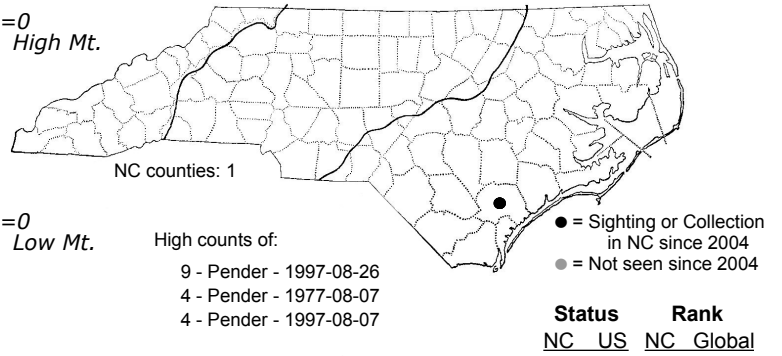 =0
High Mt.
NC counties: 1
=0
Low Mt.
High counts of:
9 - Pender - 1997-08-26
4 - Pender - 1977-08-07
4 - Pender - 1997-08-07
● = Sighting or Collection
in NC since 2004
● = Not seen since 2004
Status Rank
NC US NC Global